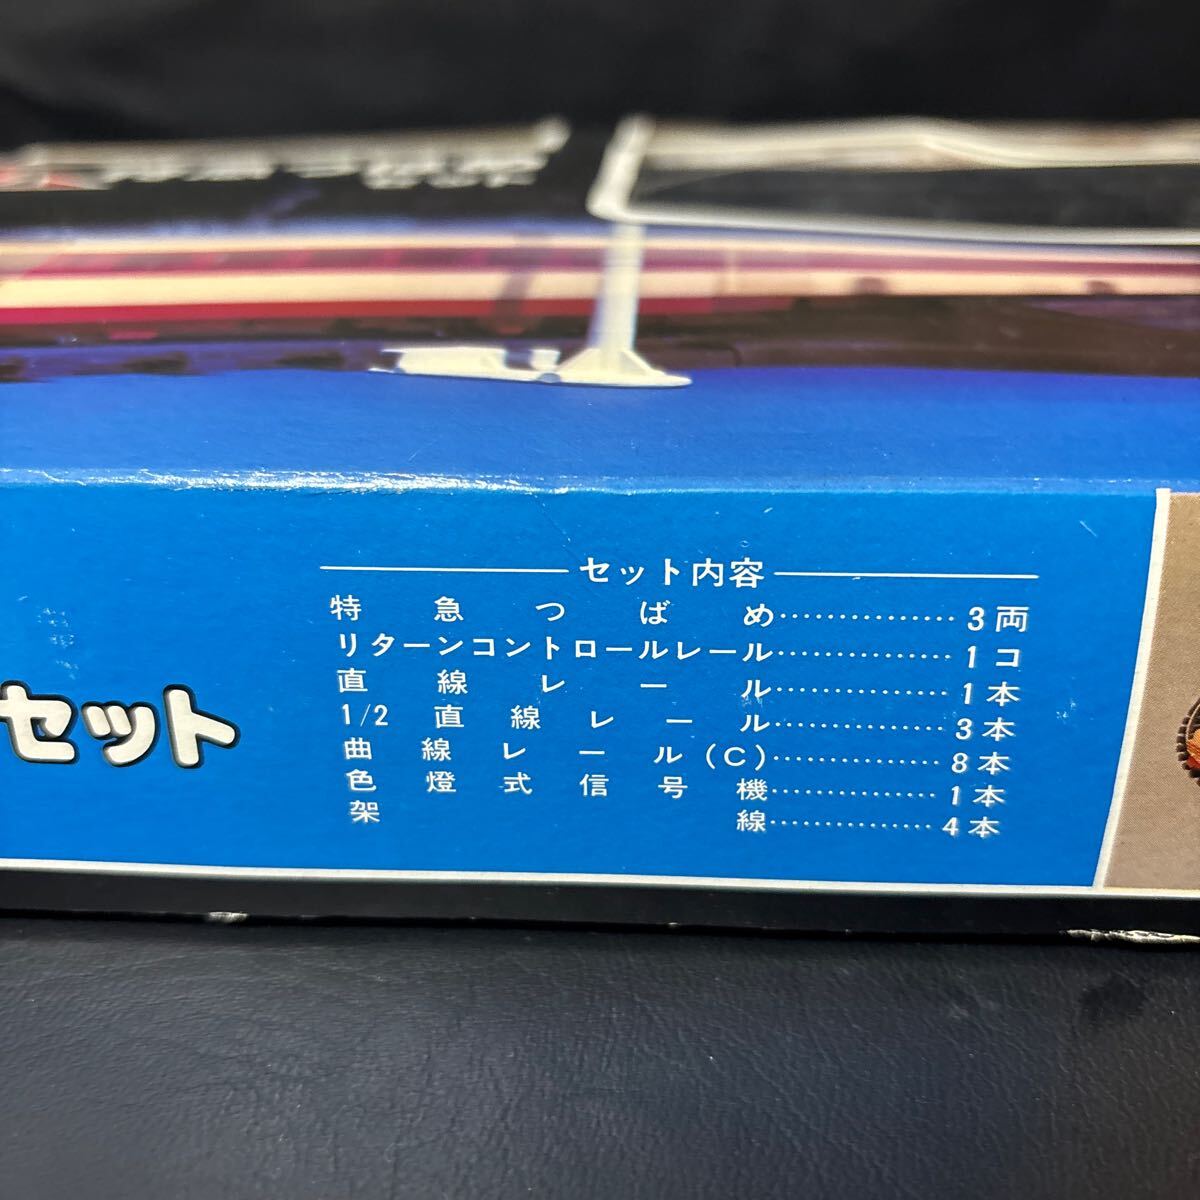 セット内容
特急つばめ……………3両
リターンコントロールレール……………1コ
直線レール……………1本
1/2直線レール……………3本
曲線レール(C)……………8本
色燈式信号機……………1本
架線……………4本
セット